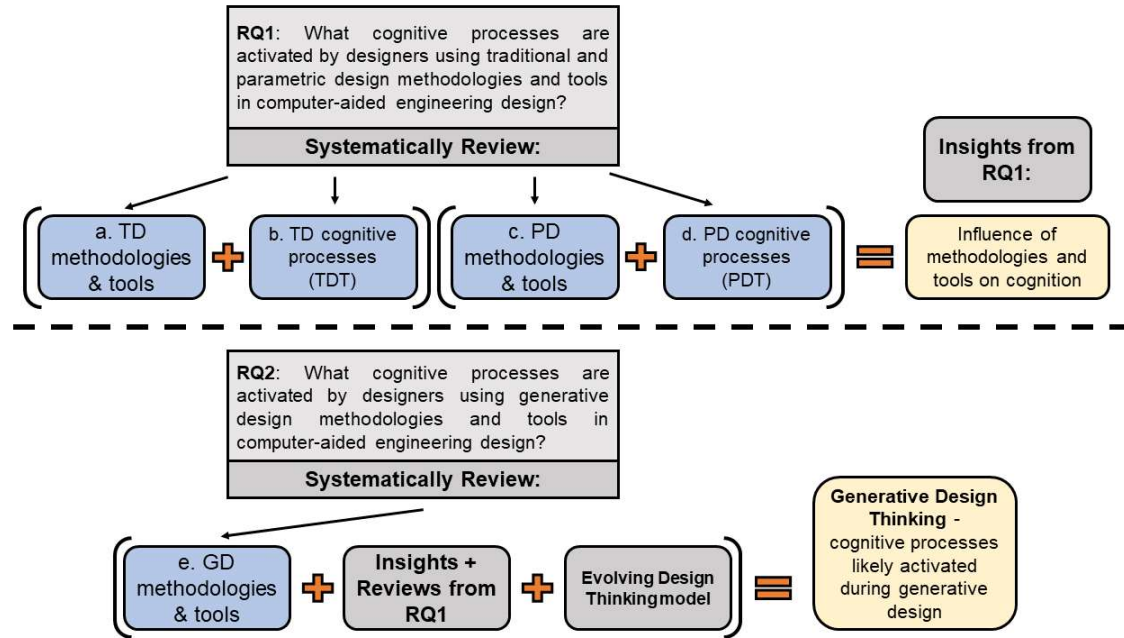 RQ1: What cognitive processes are
activated by designers using traditional and
parametric design methodologies and tools
in computer-aided engineering design?
Systematically Review:
a. TD
methodologies
& tools
b. TD cognitive
processes
(TDT)
c. PD
methodologies
& tools
d. PD cognitive
processes
(PDT)
Insights from
RQ1:
Influence of
methodologies and
tools on cognition
RQ2: What cognitive processes are
activated by designers using generative
design methodologies and tools in
computer-aided engineering design?
Systematically Review:
e. GD
methodologies
& tools
Insights +
Reviews from
RQ1
Evolving Design
Thinking model
Generative Design
Thinking -
cognitive processes
likely activated
during generative
design